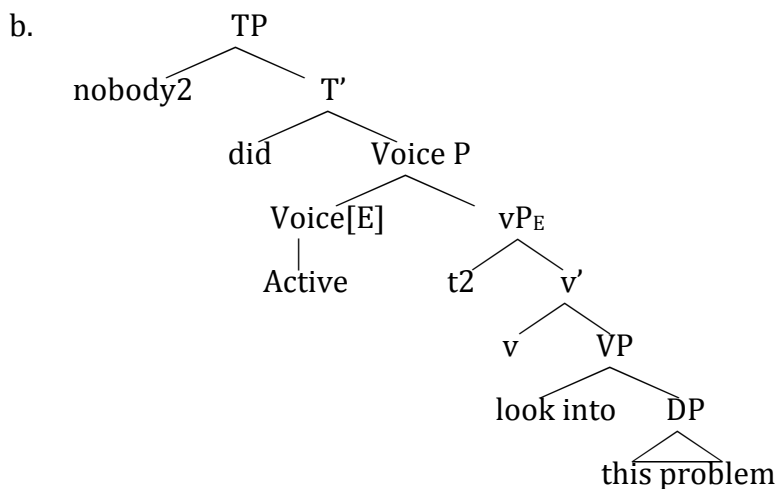 b. TP
nobody2 T’
did Voice P
Voice[E] vPE
Active t2 v’
v VP
look into DP
this problem